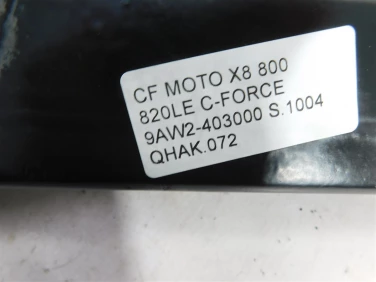 CF MOTO X8 800
820LE C-FORCE
9AW2-403000 S.1004
QHAK.072